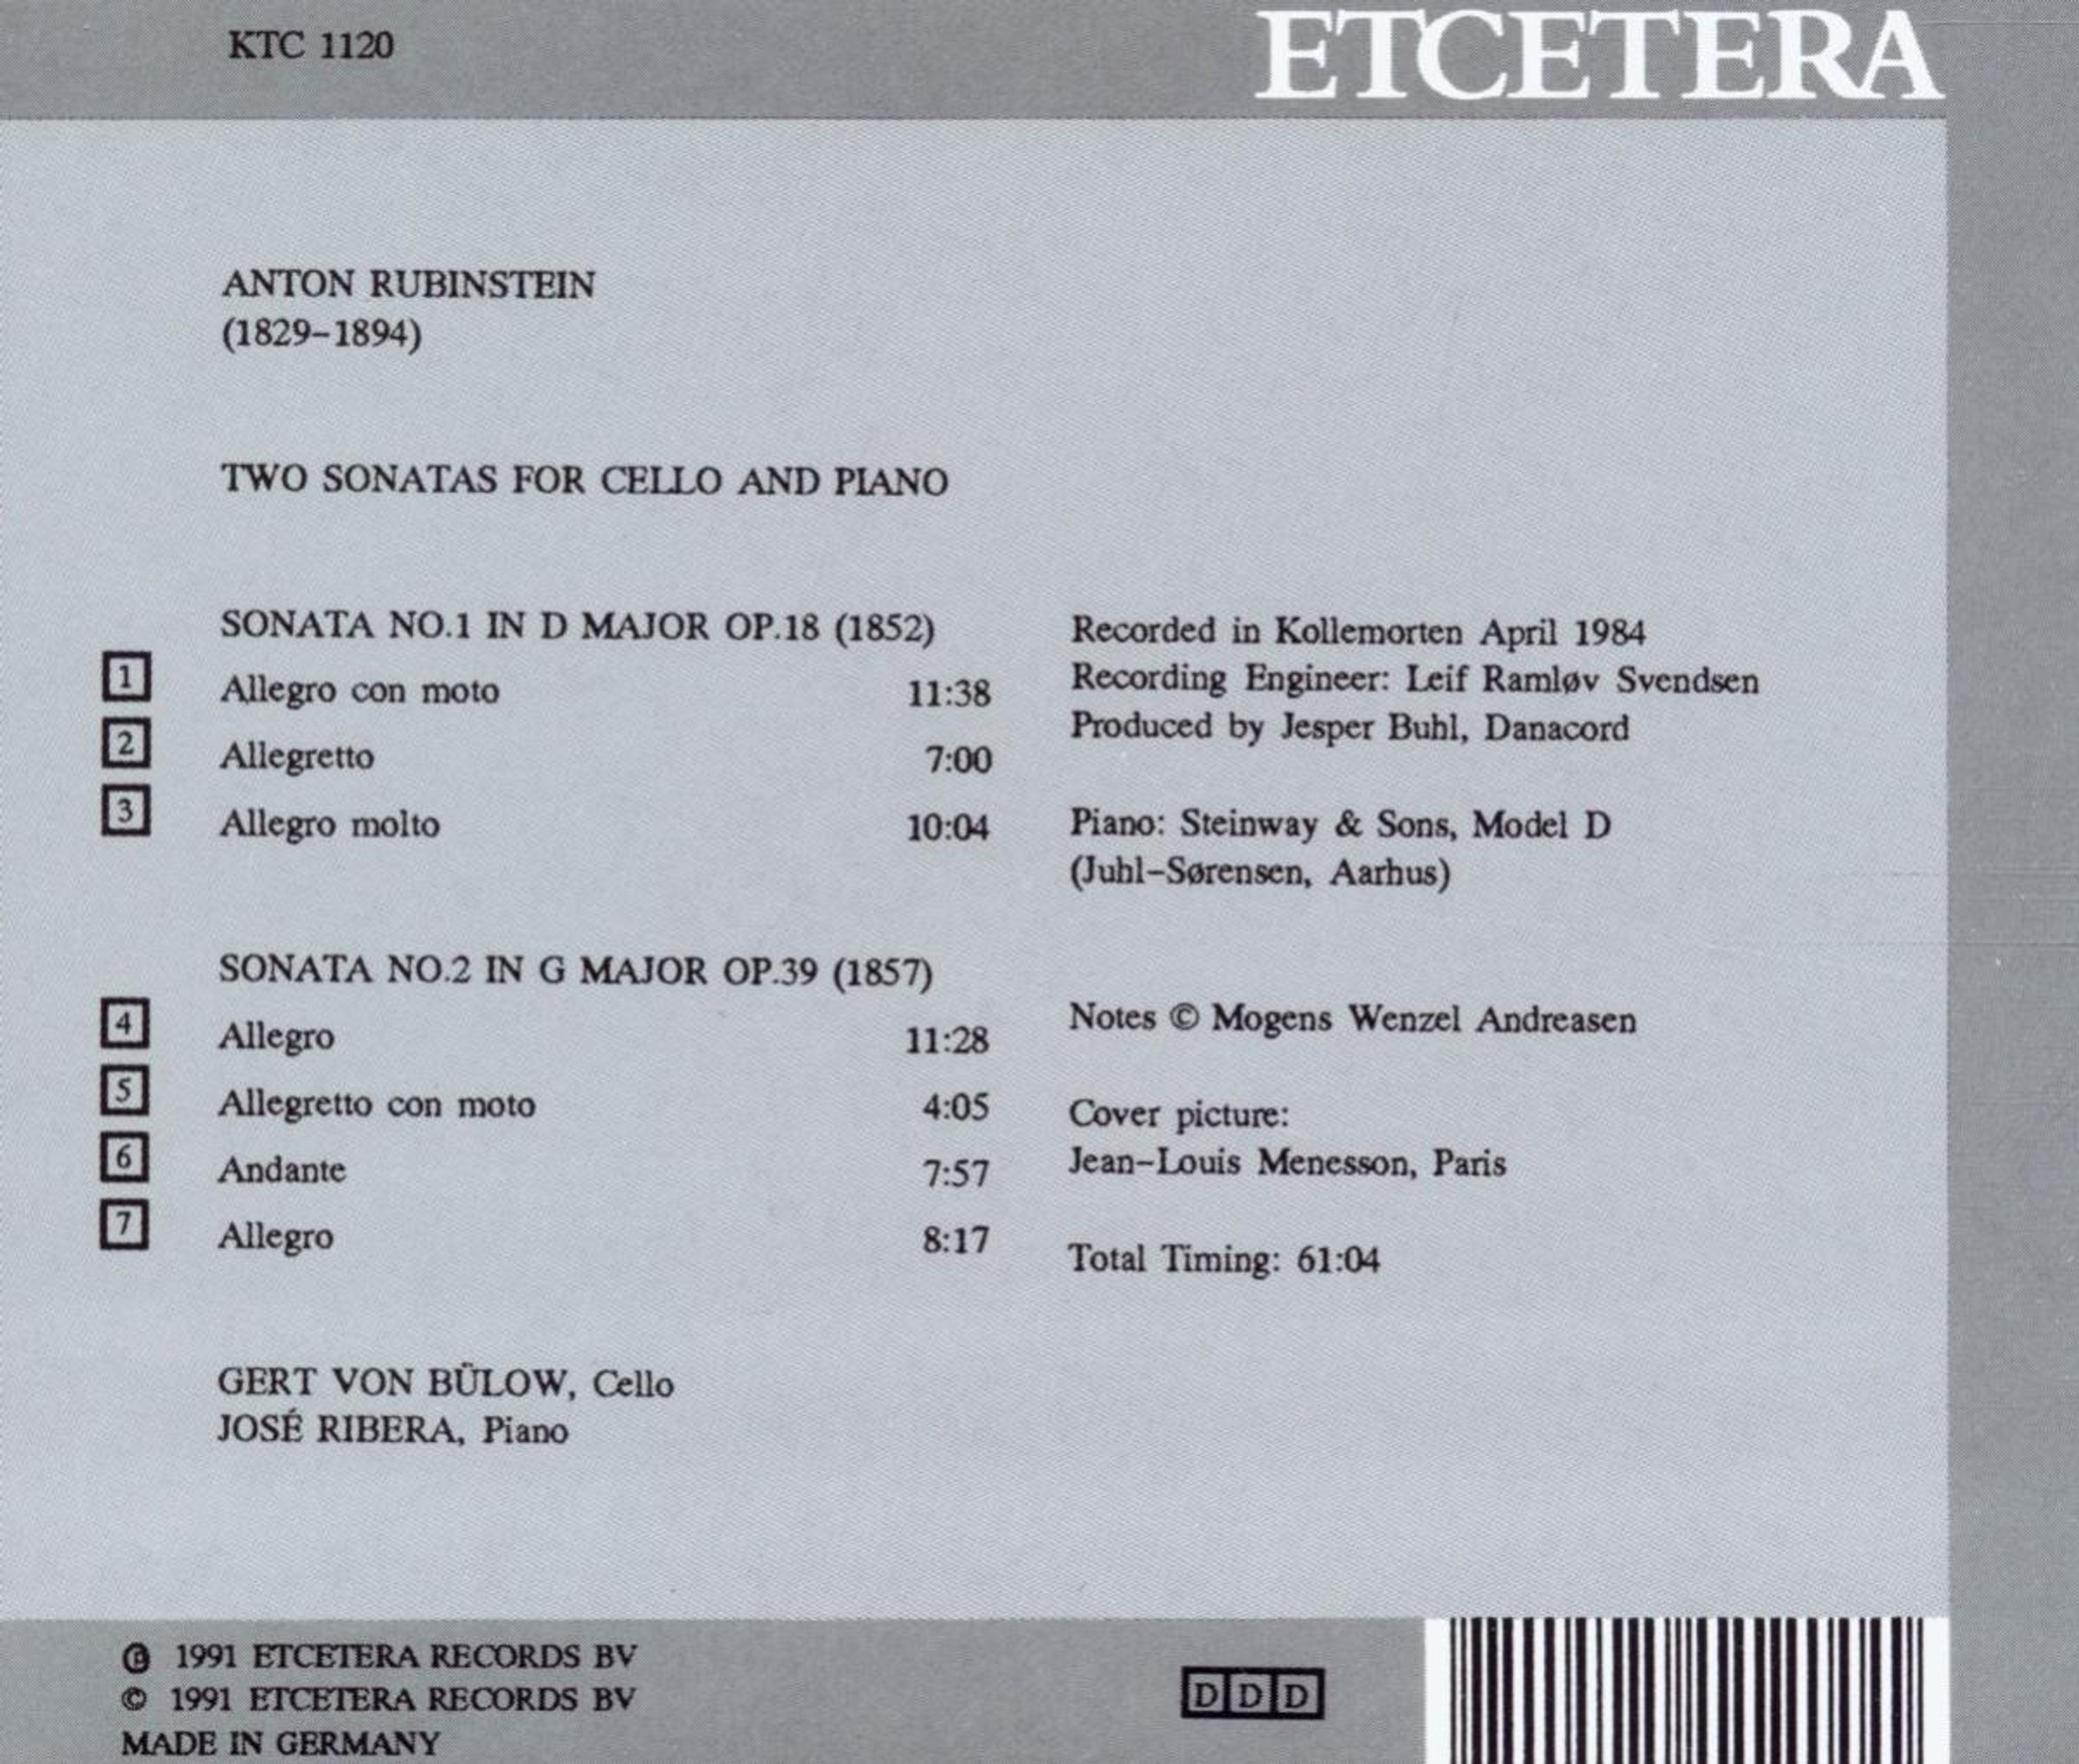 KTC 1120
ETCETERA
ANTON RUBINSTEIN
(1829–1894)
TWO SONATAS FOR CELLO AND PIANO
SONATA NO.1 IN D MAJOR OP.18 (1852)
1 Allegro con moto 11:38
2 Allegretto 7:00
3 Allegro molto 10:04
SONATA NO.2 IN G MAJOR OP.39 (1857)
4 Allegro 11:28
5 Allegretto con moto 4:05
6 Andante 7:57
7 Allegro 8:17
GERT VON BÜLOW, Cello
JOSÉ RIBERA, Piano
Recorded in Kollemorten April 1984
Recording Engineer: Leif Ramløv Svendsen
Produced by Jesper Buhl, Danacord
Piano: Steinway & Sons, Model D
(Juhl–Sørensen, Aarhus)
Notes © Mogens Wenzel Andreasen
Cover picture:
Jean–Louis Menesson, Paris
Total Timing: 61:04
℗ 1991 ETCETERA RECORDS BV
© 1991 ETCETERA RECORDS BV
MADE IN GERMANY
DDD